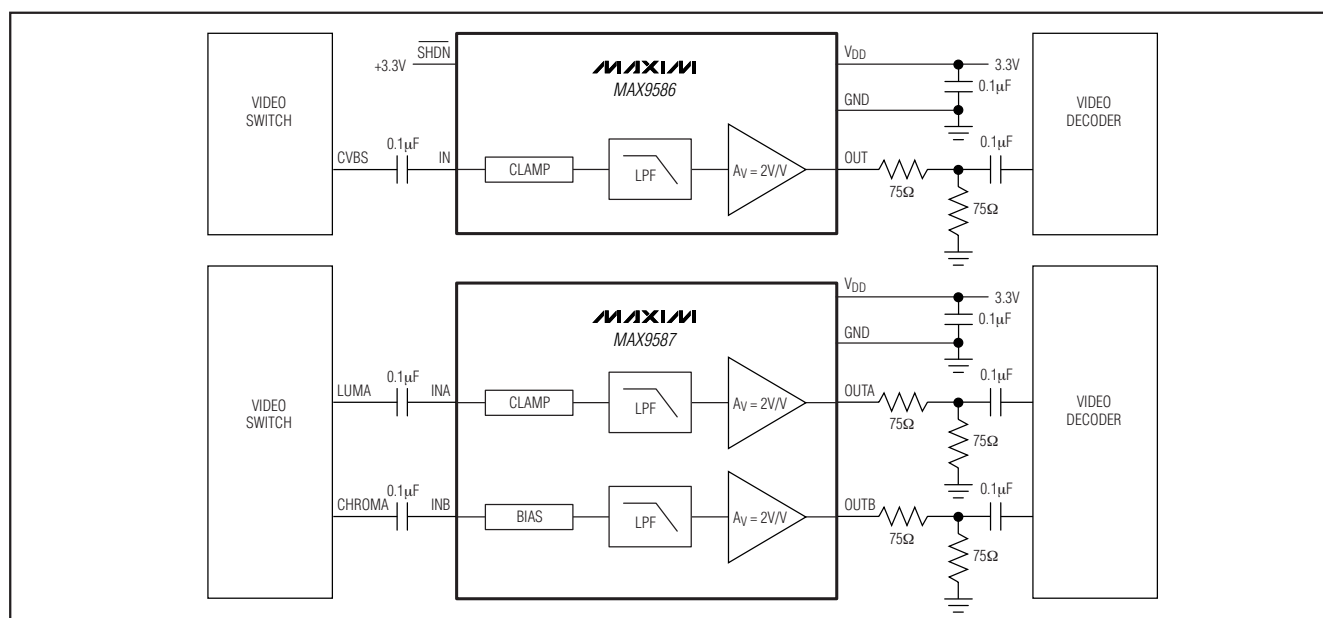 VIDEO
SWITCH
CVBS
0.1μF
IN
+3.3V
SHDN
MAXIM
MAX9586
CLAMP
LPF
AV = 2V/V
VDD
3.3V
0.1μF
GND
OUT
75Ω
75Ω
0.1μF
VIDEO
DECODER
VIDEO
SWITCH
LUMA
0.1μF
INA
CHROMA
0.1μF
INB
MAXIM
MAX9587
CLAMP
LPF
AV = 2V/V
BIAS
LPF
AV = 2V/V
VDD
3.3V
0.1μF
GND
OUTA
75Ω
75Ω
0.1μF
OUTB
75Ω
75Ω
0.1μF
VIDEO
DECODER